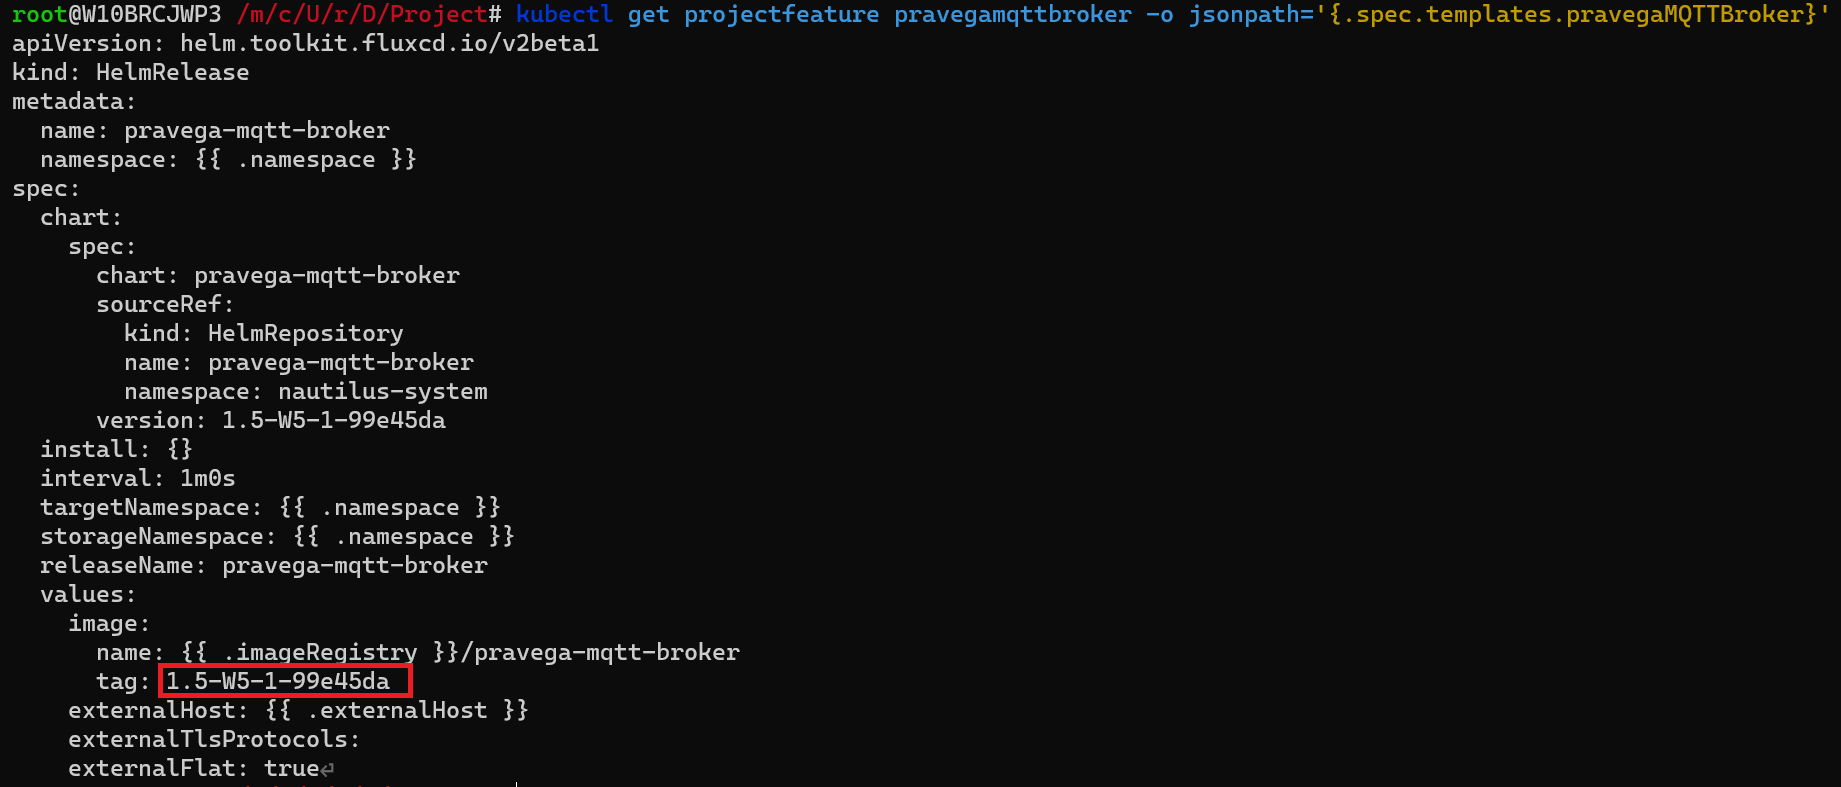 root@W10BRCJWP3 /m/c/U/r/D/Project# kubectl get projectfeature pravegamqttbroker -o jsonpath='{.spec.templates.pravegaMQTTBroker}'
apiVersion: helm.toolkit.fluxcd.io/v2beta1
kind: HelmRelease
metadata:
  name: pravega-mqtt-broker
  namespace: {{ .namespace }}
spec:
  chart:
    spec:
      chart: pravega-mqtt-broker
      sourceRef:
        kind: HelmRepository
        name: pravega-mqtt-broker
        namespace: nautilus-system
      version: 1.5-W5-1-99e45da
  install: {}
  interval: 1m0s
  targetNamespace: {{ .namespace }}
  storageNamespace: {{ .namespace }}
  releaseName: pravega-mqtt-broker
  values:
    image:
      name: {{ .imageRegistry }}/pravega-mqtt-broker
      tag: 1.5-W5-1-99e45da
    externalHost: {{ .externalHost }}
    externalTlsProtocols:
    externalFlat: true⏎